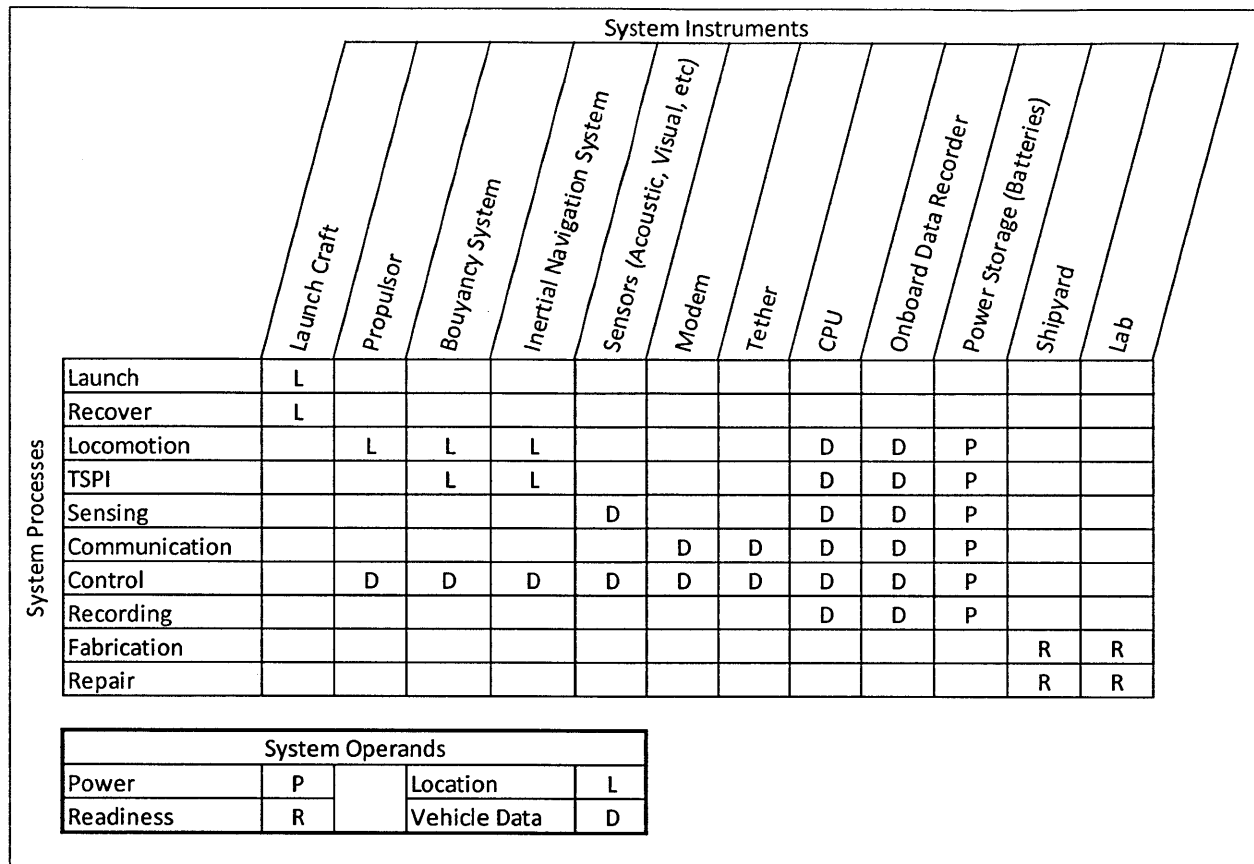 System Instruments
Launch Craft
Propulsor
Bouyancy System
Inertial Navigation System
Sensors (Acoustic, Visual, etc)
Modem
Tether
CPU
Onboard Data Recorder
Power Storage (Batteries)
Shipyard
Lab
System Processes
Launch L
Recover L
Locomotion L L L D D P
TSPI L L D D P
Sensing D D D P
Communication D D D D P
Control D D D D D D D D P
Recording D D P
Fabrication R R
Repair R R
System Operands
Power P Location L
Readiness R Vehicle Data D